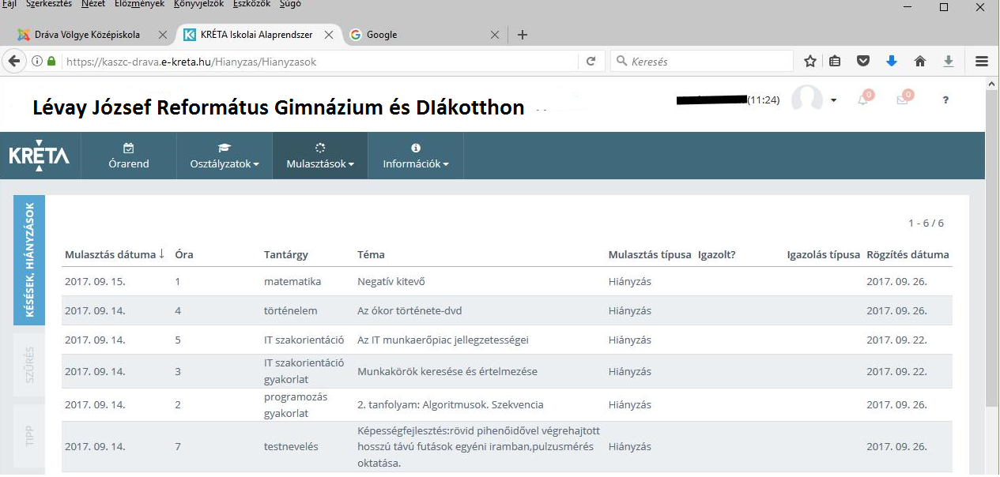 Fájl Szerkesztés Nézet Előzmények Könyvjelzők Eszközök Súgó
Dráva Völgye Középiskola KRÉTA Iskolai Alaprendszer Google
https://kaszc-drava.e-kreta.hu/Hianyzas/Hianyzasok Keresés
Lévay József Református Gimnázium és DIákotthon (11:24) 0 0 ?
KRÉTA Órarend Osztályzatok Mulasztások Információk
KÉSÉSEK, HIÁNYZÁSOK
SZŰRÉS
TIPP
1 - 6 / 6
Mulasztás dátuma Óra Tantárgy Téma Mulasztás típusa Igazolt? Igazolás típusa Rögzítés dátuma
2017. 09. 15. 1 matematika Negatív kitevő Hiányzás 2017. 09. 26.
2017. 09. 14. 4 történelem Az ókor története-dvd Hiányzás 2017. 09. 26.
2017. 09. 14. 5 IT szakorientáció Az IT munkaerőpiac jellegzetességei Hiányzás 2017. 09. 22.
IT szakorientáció
2017. 09. 14. 3 gyakorlat Munkakörök keresése és értelmezése Hiányzás 2017. 09. 22.
programozás
2017. 09. 14. 2 gyakorlat 2. tanfolyam: Algoritmusok. Szekvencia Hiányzás 2017. 09. 26.
Képességfejlesztés:rövid pihenőidővel végrehajtott
2017. 09. 14. 7 testnevelés hosszú távú futások egyéni iramban,pulzusmérés Hiányzás 2017. 09. 26.
oktatása.